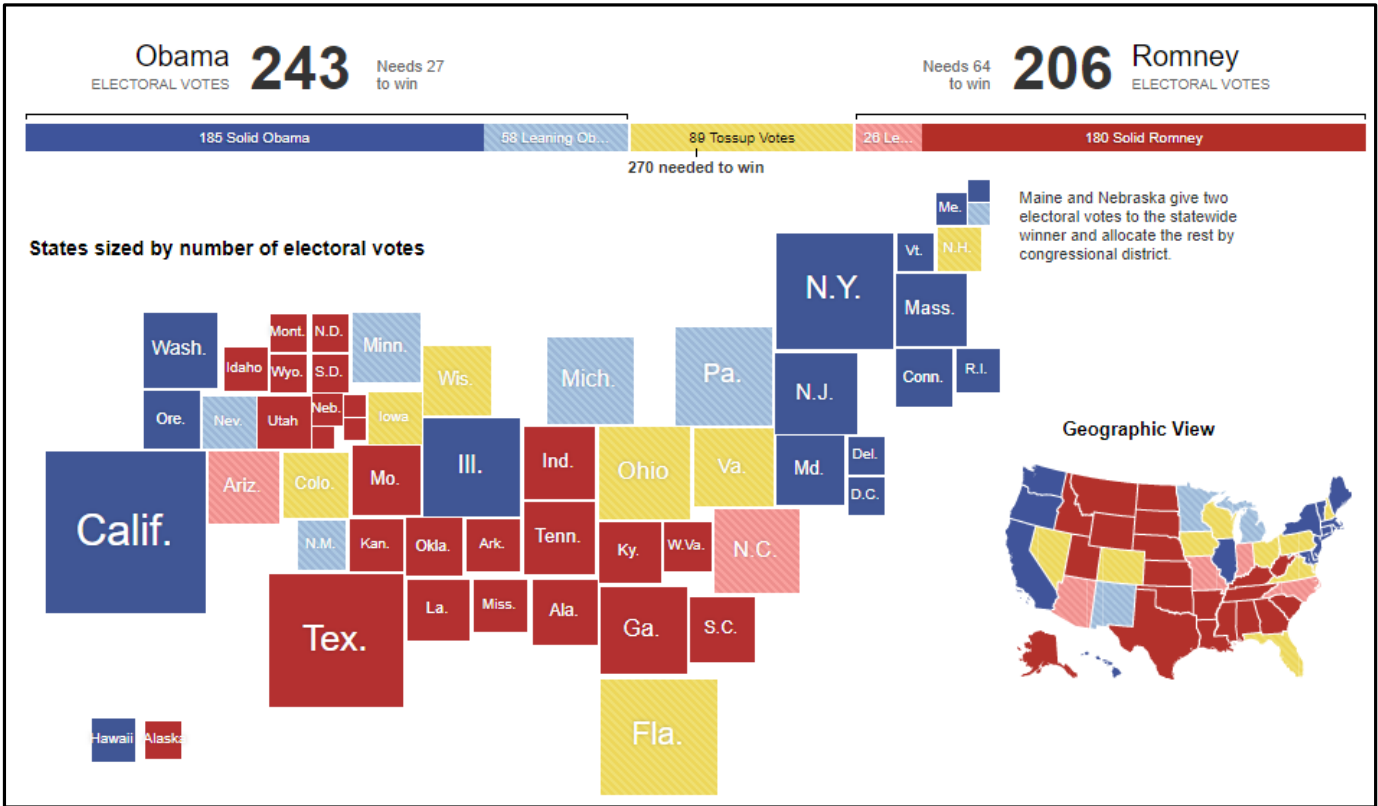 Obama
ELECTORAL VOTES
243
Needs 27
to win
Needs 64
to win
206
Romney
ELECTORAL VOTES
185 Solid Obama
58 Leaning Ob...
89 Tossup Votes
26 Le...
180 Solid Romney
270 needed to win
States sized by number of electoral votes
Maine and Nebraska give two
electoral votes to the statewide
winner and allocate the rest by
congressional district.
Me.
Vt.
N.H.
N.Y.
Mass.
Wash.
Mont.
N.D.
Minn.
Idaho
Wyo.
S.D.
Wis.
Mich.
Pa.
N.J.
Conn.
R.I.
Ore.
Nev.
Utah
Neb.
Iowa
Geographic View
Calif.
Ariz.
Colo.
Mo.
Ill.
Ind.
Ohio
Va.
Md.
Del.
D.C.
N.M.
Kan.
Okla.
Ark.
Tenn.
Ky.
W.Va.
N.C.
Tex.
La.
Miss.
Ala.
Ga.
S.C.
Fla.
Hawaii
Alaska